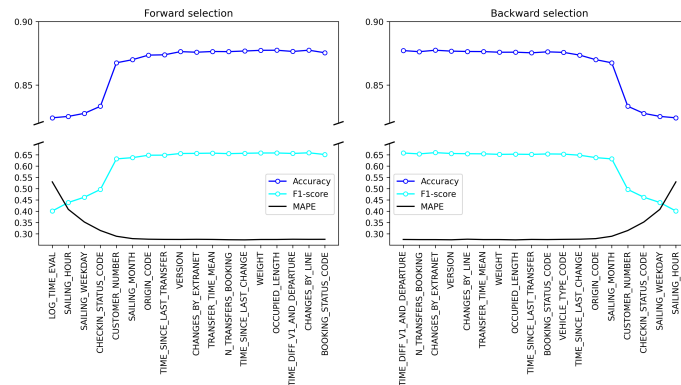 Forward selection
0.90
0.85
0.65
0.60
0.55
0.50
0.45
0.40
0.35
0.30
Accuracy
F1-score
MAPE
LOG_TIME_EVAL
SAILING_HOUR
SAILING_WEEKDAY
CHECKIN_STATUS_CODE
CUSTOMER_NUMBER
SAILING_MONTH
ORIGIN_CODE
TIME_SINCE_LAST_TRANSFER
VERSION
CHANGES_BY_EXTRANET
TRANSFER_TIME_MEAN
N_TRANSFERS_BOOKING
TIME_SINCE_LAST_CHANGE
WEIGHT
OCCUPIED_LENGTH
TIME_DIFF_V1_AND_DEPARTURE
CHANGES_BY_LINE
BOOKING_STATUS_CODE
Backward selection
0.90
0.85
0.65
0.60
0.55
0.50
0.45
0.40
0.35
0.30
Accuracy
F1-score
MAPE
TIME_DIFF_V1_AND_DEPARTURE
N_TRANSFERS_BOOKING
CHANGES_BY_EXTRANET
VERSION
CHANGES_BY_LINE
TRANSFER_TIME_MEAN
WEIGHT
OCCUPIED_LENGTH
TIME_SINCE_LAST_TRANSFER
BOOKING_STATUS_CODE
VEHICLE_TYPE_CODE
TIME_SINCE_LAST_CHANGE
ORIGIN_CODE
SAILING_MONTH
CUSTOMER_NUMBER
CHECKIN_STATUS_CODE
SAILING_WEEKDAY
SAILING_HOUR